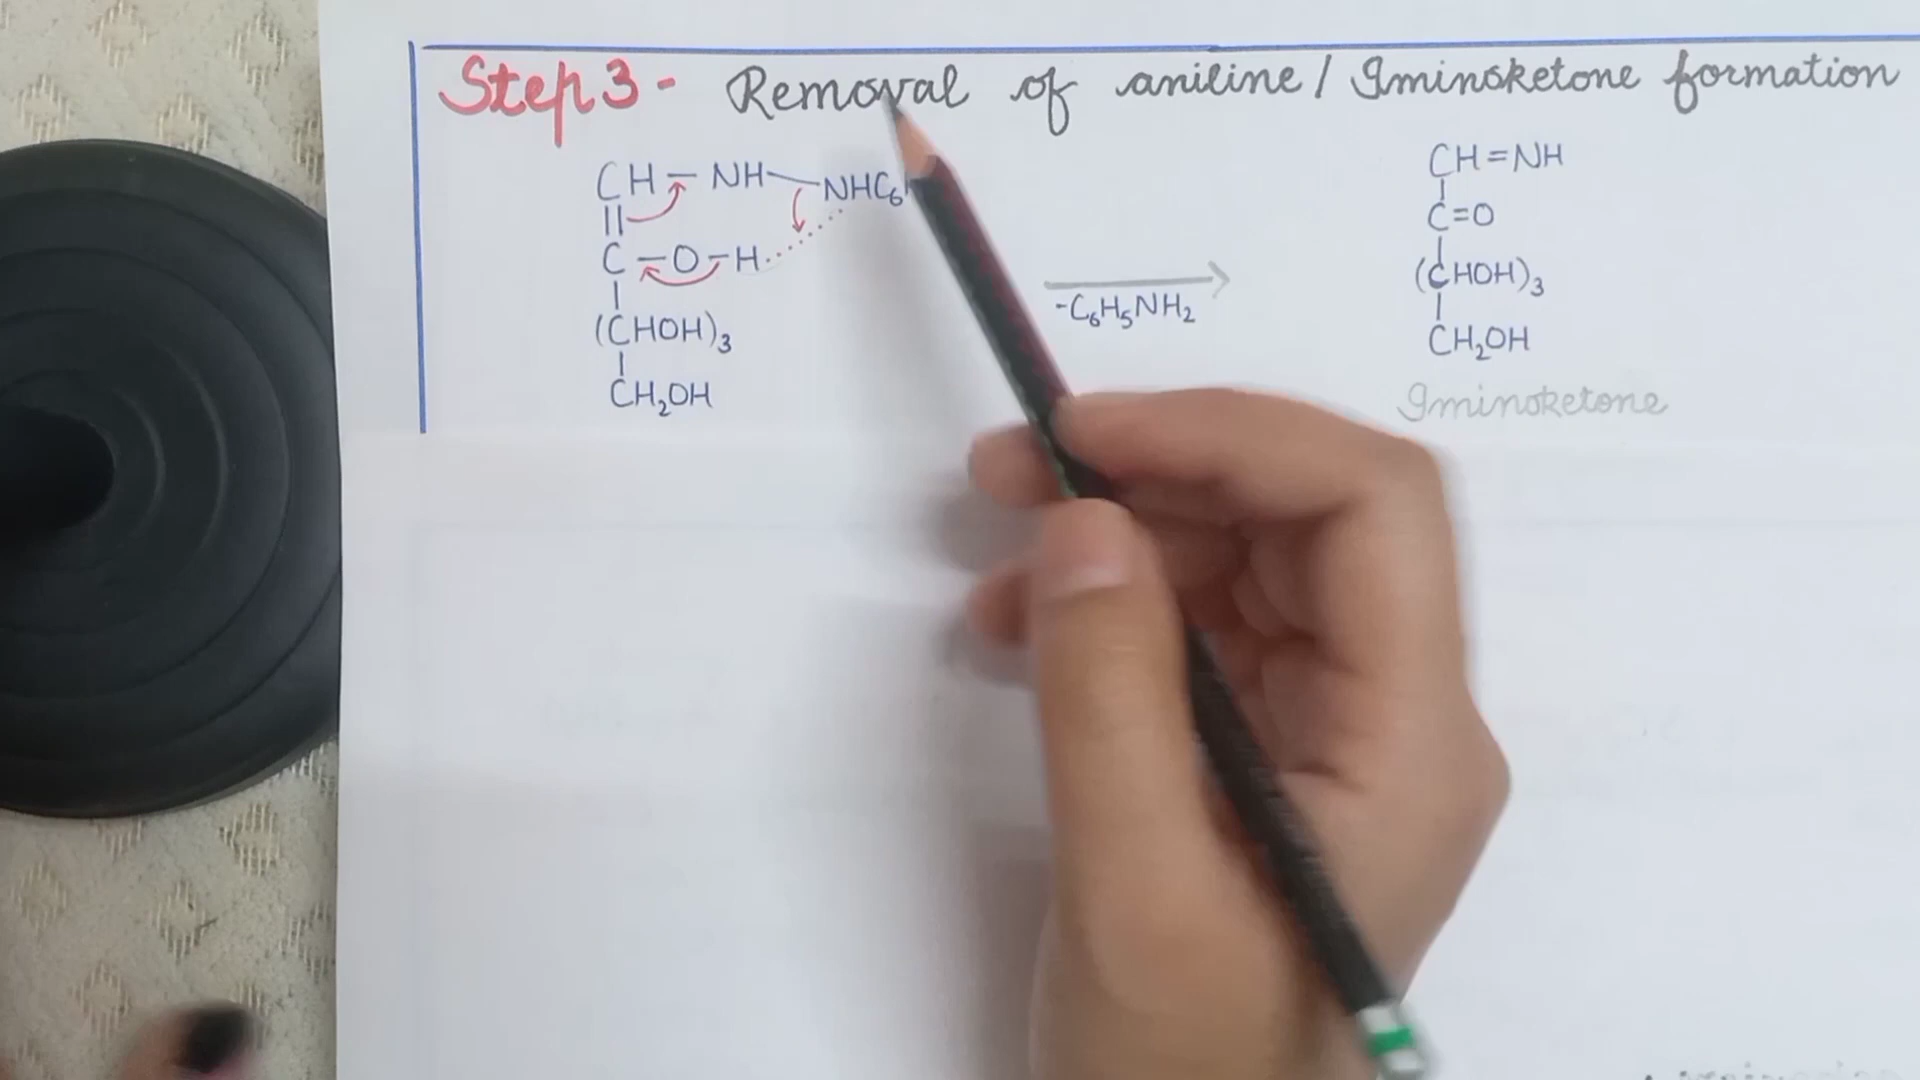 Step 3 - Removal of aniline / Iminoketone formation
CH - NH - NHC6
||
C - O - H
|
(CHOH)3
|
CH2OH
-C6H5NH2
CH = NH
|
C=O
|
(CHOH)3
|
CH2OH
Iminoketone